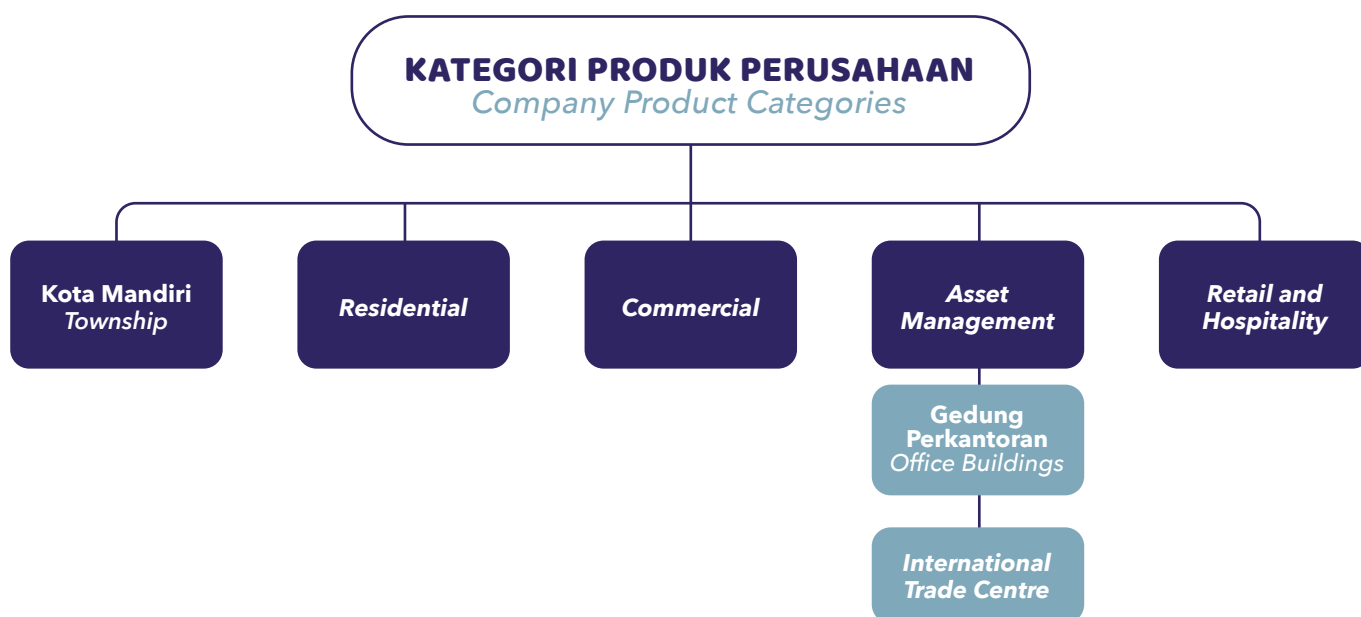 KATEGORI PRODUK PERUSAHAAN
Company Product Categories
Kota Mandiri
Township
Residential
Commercial
Asset
Management
Retail and
Hospitality
Gedung
Perkantoran
Office Buildings
International
Trade Centre